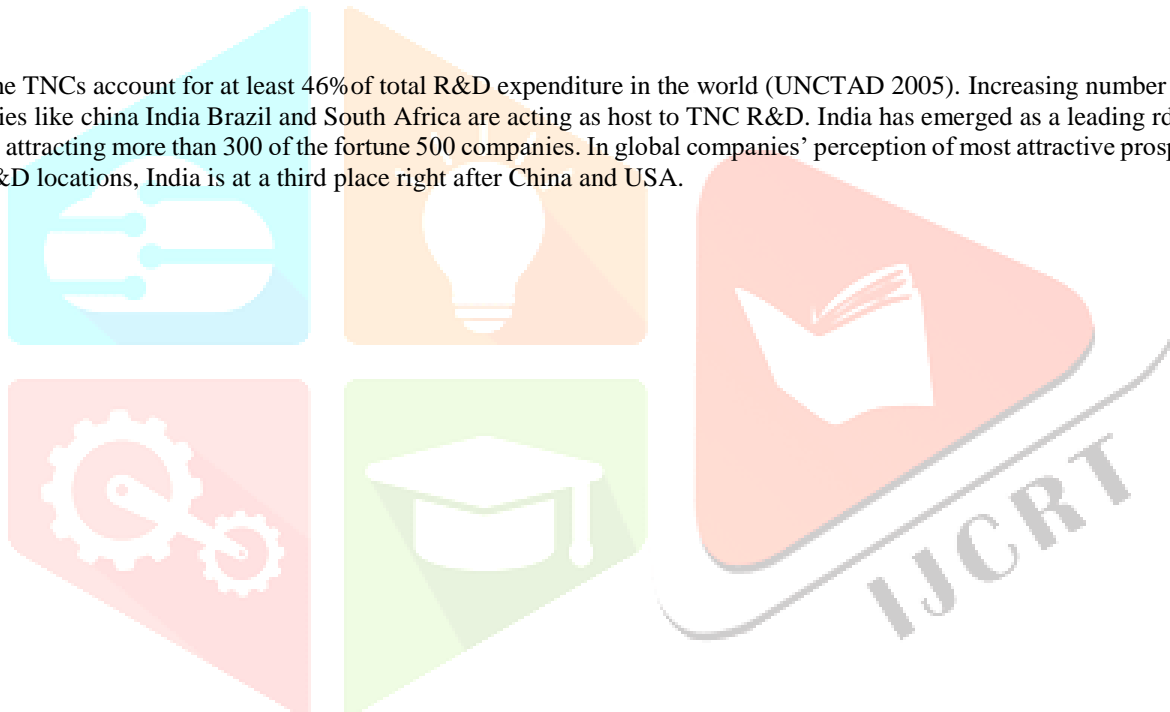 ne TNCs account for at least 46%of total R&D expenditure in the world (UNCTAD 2005). Increasing number
ies like china India Brazil and South Africa are acting as host to TNC R&D. India has emerged as a leading rd
attracting more than 300 of the fortune 500 companies. In global companies’ perception of most attractive prosp
&D locations, India is at a third place right after China and USA.
IJCRT